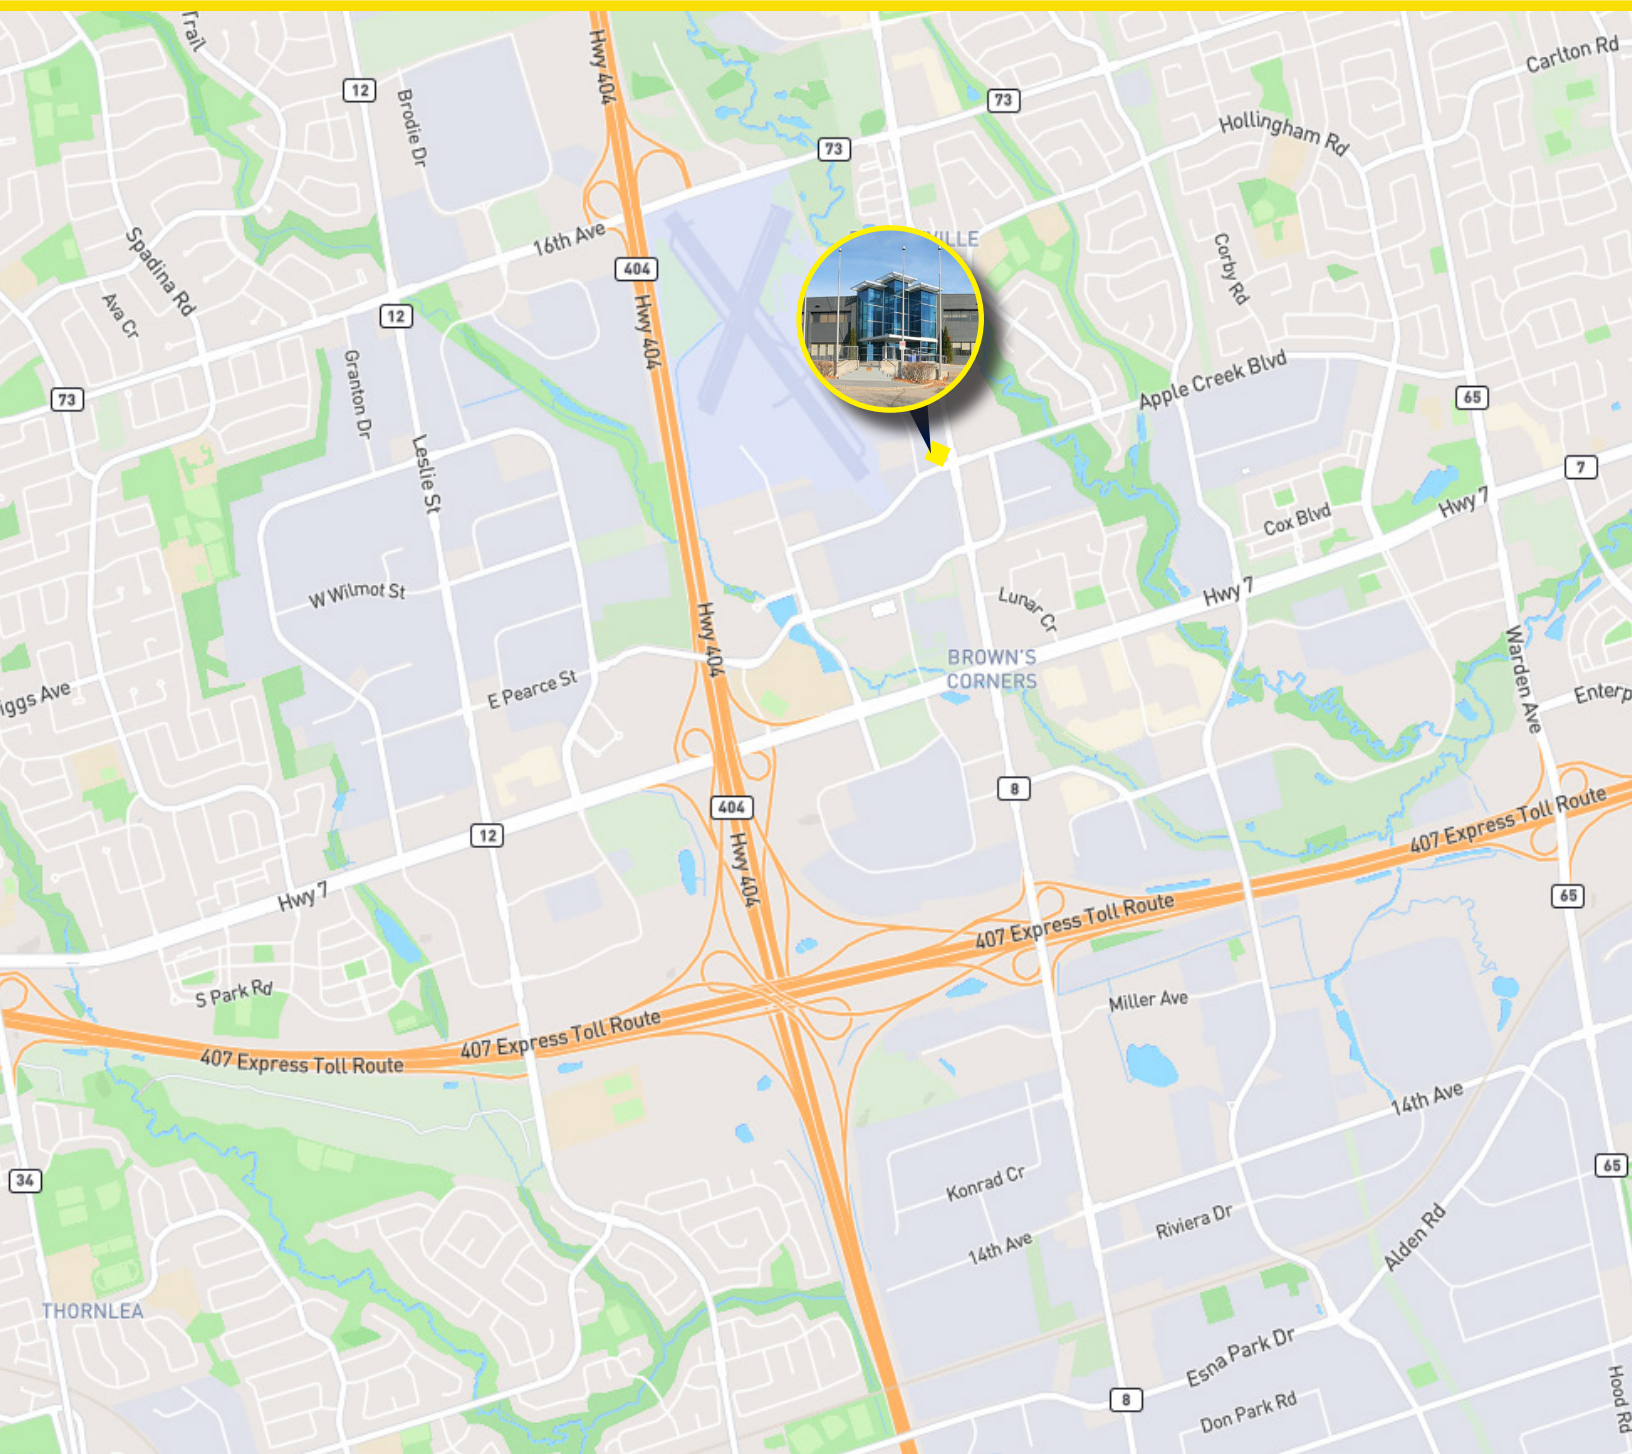 Trail
Hwy 404
Carlton Rd
12
Brodie Dr
73
Hollingham Rd
73
16th Ave
VILLE
Spadina Rd
404
Corby Rd
Ava Cr
12
Hwy 404
Granton Dr
Apple Creek Blvd
73
65
Leslie St
7
Hwy 7
Cox Blvd
W Wilmot St
Hwy 7
Lunar Cr
Hwy 404
Warden Ave
BROWN'S
CORNERS
iggs Ave
E Pearce St
Enterp
8
404
12
407 Express Toll Route
Hwy 404
Hwy 7
65
407 Express Toll Route
S Park Rd
Miller Ave
407 Express Toll Route
407 Express Toll Route
14th Ave
34
65
Konrad Cr
Riviera Dr
Alden Rd
14th Ave
THORNLEA
Esna Park Dr
8
Hood Rd
Don Park Rd